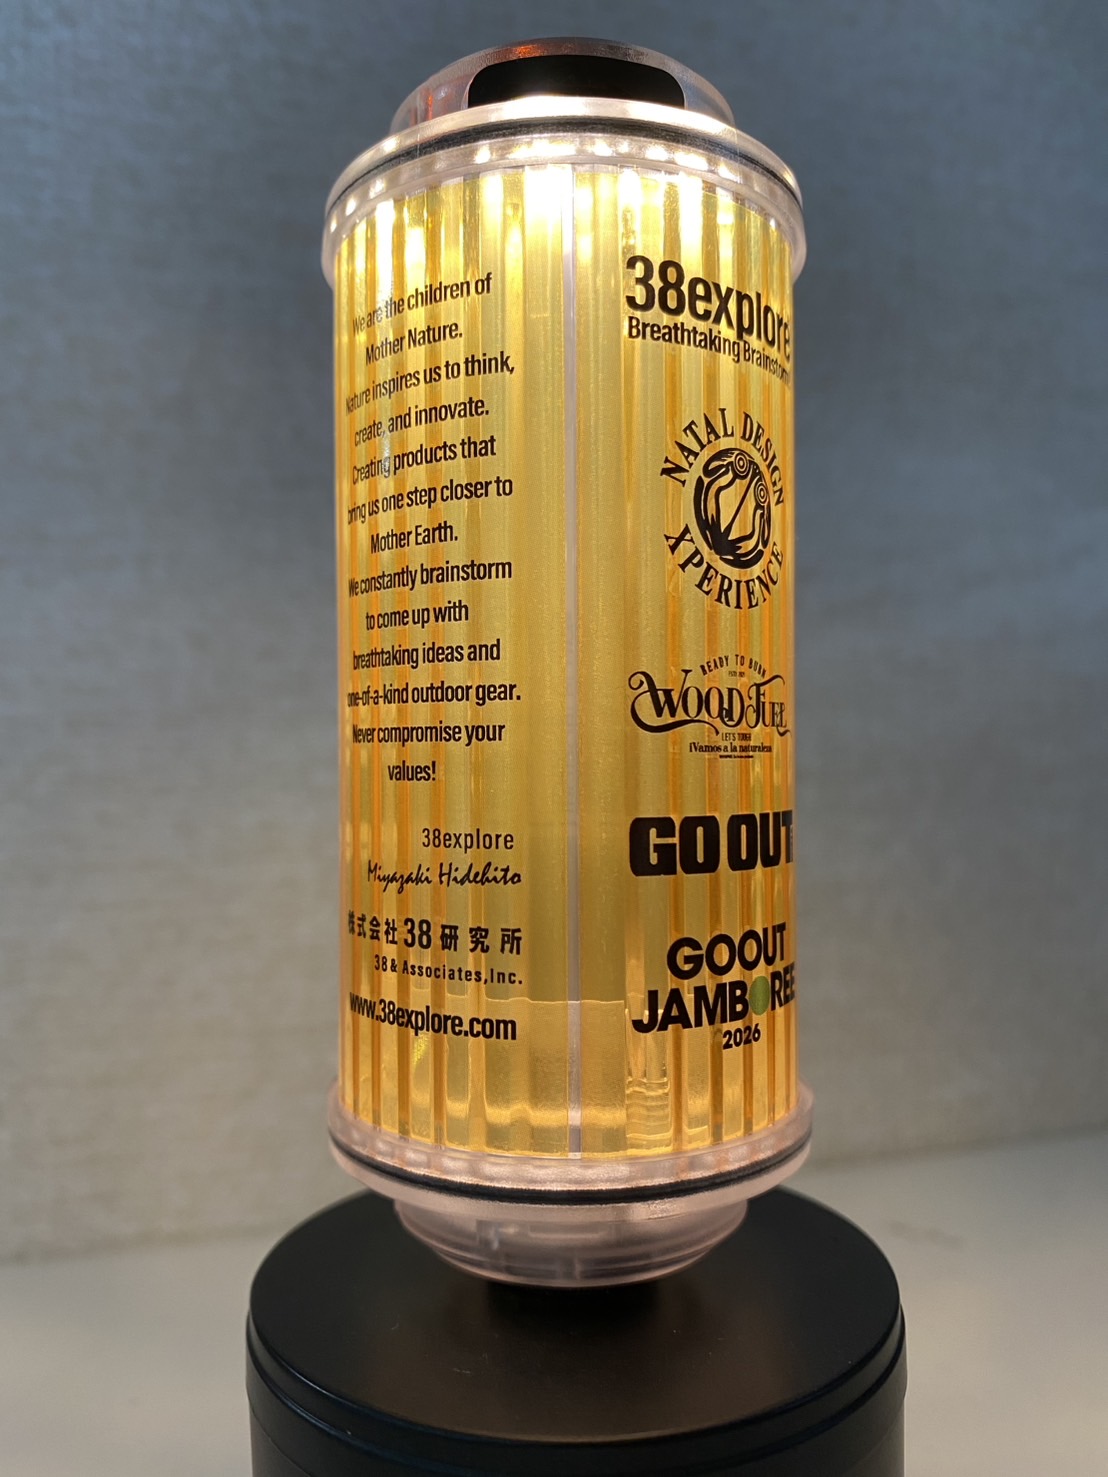 We are the children of
Mother Nature.
Nature inspires us to think,
create, and innovate.
Creating products that
bring us one step closer to
Mother Earth.
We constantly brainstorm
to come up with
breathtaking ideas and
one-of-a-kind outdoor gear.
Never compromise your
values!
38explore
Miyazaki Hidehito
株式会社38研究所
38 & Associates,Inc.
www.38explore.com
38explore
Breathtaking Brainstorm!
NATAL DESIGN
XPERIENCE
READY TO BURN
WOOD FUEL
LET'S TOUGH
¡Vamos a la naturaleza
GO OUT
GOOUT
JAMBOREE
2026